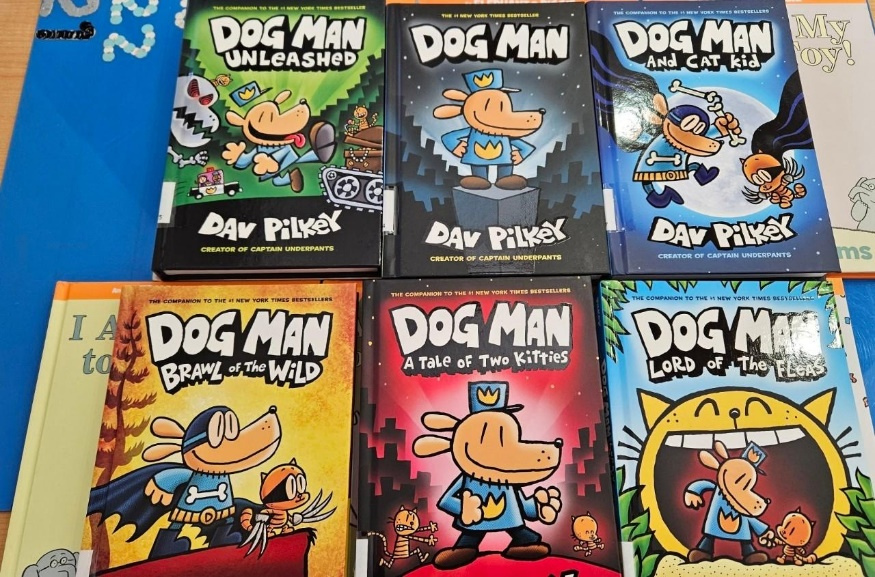 THE COMPANION TO THE #1 NEW YORK TIMES BESTSELLER
DOG MAN
UNLEASHED
DAV PILKEY
CREATOR OF CAPTAIN UNDERPANTS
THE #1 NEW YORK TIMES BESTSELLER
DOG MAN
DAV PILKEY
CREATOR OF CAPTAIN UNDERPANTS
THE COMPANION TO THE #1 NEW YORK TIMES BESTSELLERS
DOG MAN
AND CAT KID
DAV PILKEY
CREATOR OF CAPTAIN UNDERPANTS
My
oy!
ms
I A
to
THE COMPANION TO THE #1 NEW YORK TIMES BESTSELLERS
DOG MAN
BRAWL OF THE WILD
THE COMPANION TO THE #1 NEW YORK TIMES BESTSELLERS
DOG MAN
A TALE OF TWO KITTIES
THE COMPANION TO THE #1 NEW YORK TIMES BESTSELLERS
DOG MAN
LORD OF THE FLEAS